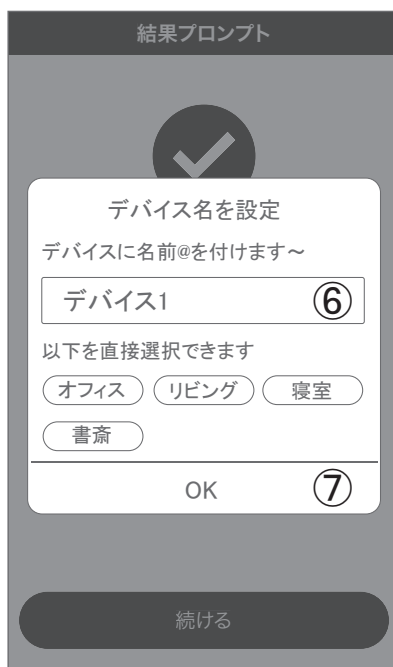 結果プロンプト
デバイス名を設定
デバイスに名前@を付けます～
デバイス1 ⑥
以下を直接選択できます
オフィス リビング 寝室
書斎
OK ⑦
続ける